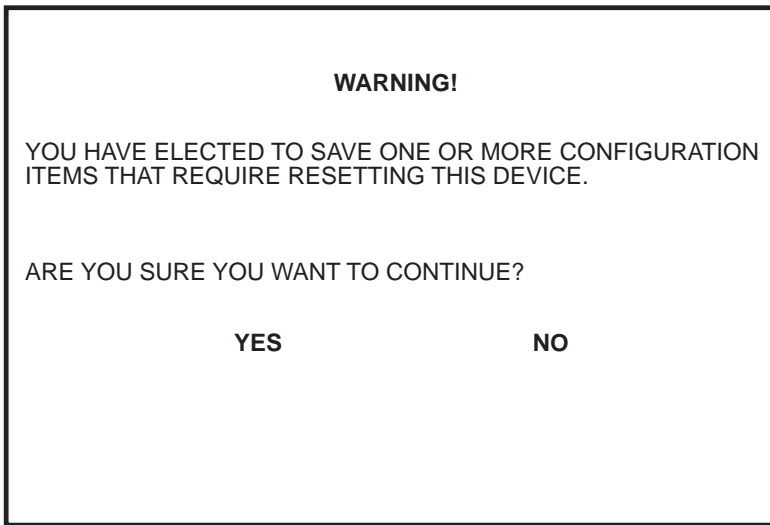 WARNING!
YOU HAVE ELECTED TO SAVE ONE OR MORE CONFIGURATION
ITEMS THAT REQUIRE RESETTING THIS DEVICE.
ARE YOU SURE YOU WANT TO CONTINUE?
YES NO